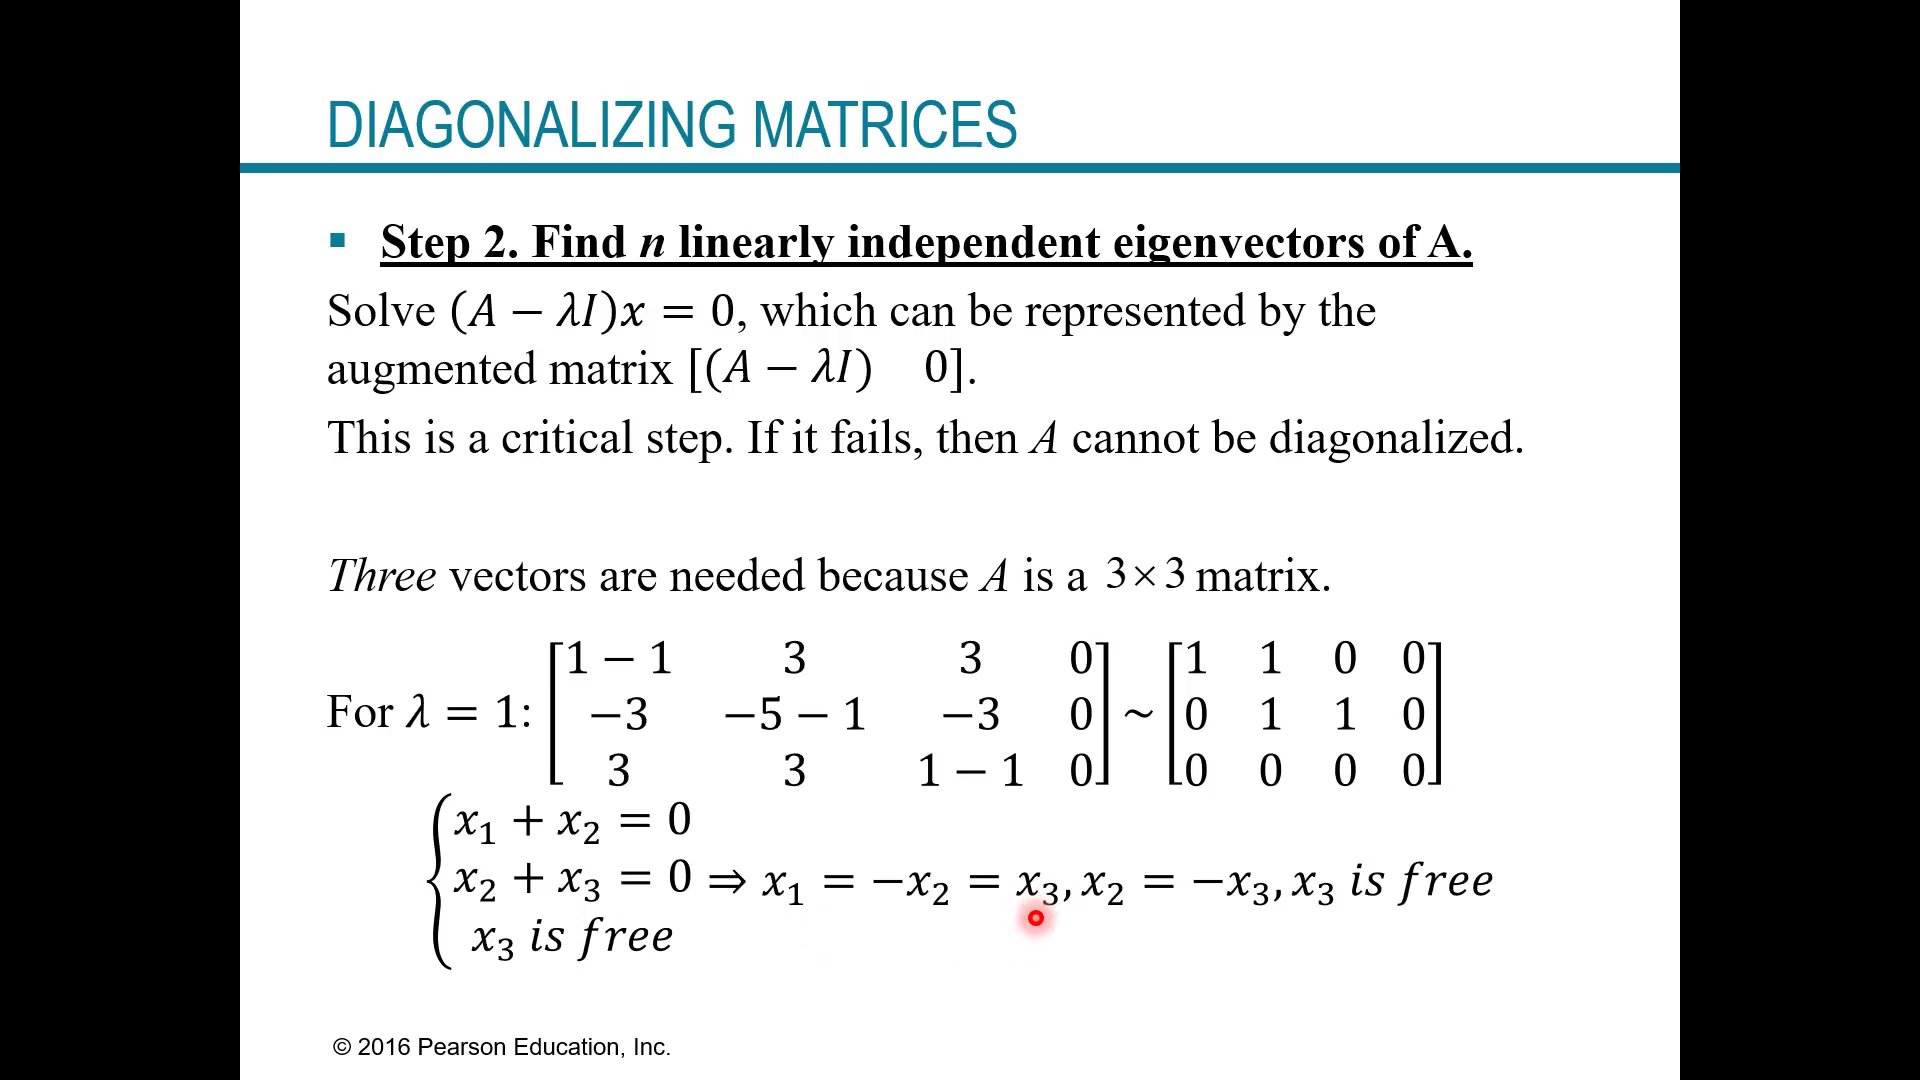 DIAGONALIZING MATRICES
▪ Step 2. Find n linearly independent eigenvectors of A.
Solve (A − λI)x = 0, which can be represented by the
augmented matrix [(A − λI) 0].
This is a critical step. If it fails, then A cannot be diagonalized.
Three vectors are needed because A is a 3×3 matrix.
For λ = 1: [1 − 1 3 3 0; −3 −5 − 1 −3 0; 3 3 1 − 1 0] ~ [1 1 0 0; 0 1 1 0; 0 0 0 0]
x₁ + x₂ = 0
x₂ + x₃ = 0 ⇒ x₁ = −x₂ = x₃, x₂ = −x₃, x₃ is free
x₃ is free
© 2016 Pearson Education, Inc.